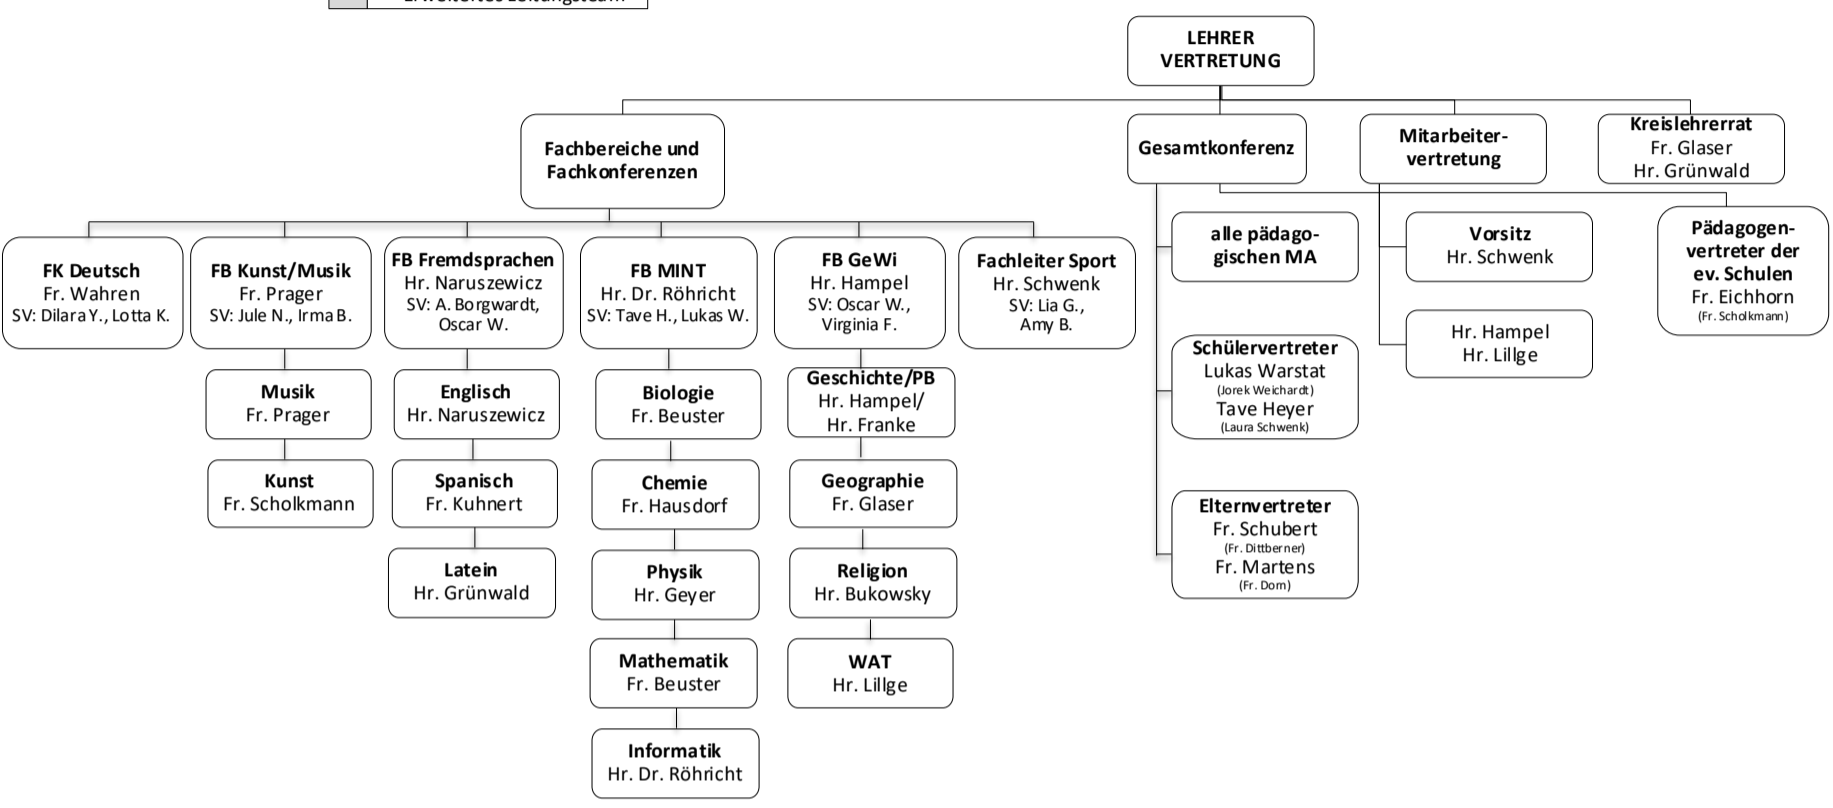 Erweitertes Leitungsteam
LEHRER
VERTRETUNG
Fachbereiche und
Fachkonferenzen
Gesamtkonferenz
Mitarbeiter-
vertretung
Kreislehrerrat
Fr. Glaser
Hr. Grünwald
FK Deutsch
Fr. Wahren
SV: Dilara Y., Lotta K.
FB Kunst/Musik
Fr. Prager
SV: Jule N., Irma B.
FB Fremdsprachen
Hr. Naruszewicz
SV: A. Borgwardt,
Oscar W.
FB MINT
Hr. Dr. Röhricht
SV: Tave H., Lukas W.
FB GeWi
Hr. Hampel
SV: Oscar W.,
Virginia F.
Fachleiter Sport
Hr. Schwenk
SV: Lia G.,
Amy B.
alle pädago-
gischen MA
Vorsitz
Hr. Schwenk
Pädagogen-
vertreter der
ev. Schulen
Fr. Eichhorn
(Fr. Scholkmann)
Hr. Hampel
Hr. Lillge
Schülervertreter
Lukas Warstat
(Jorek Weichardt)
Tave Heyer
(Laura Schwenk)
Elternvertreter
Fr. Schubert
(Fr. Dittberner)
Fr. Martens
(Fr. Dorn)
Musik
Fr. Prager
Kunst
Fr. Scholkmann
Englisch
Hr. Naruszewicz
Spanisch
Fr. Kuhnert
Latein
Hr. Grünwald
Biologie
Fr. Beuster
Chemie
Fr. Hausdorf
Physik
Hr. Geyer
Mathematik
Fr. Beuster
Informatik
Hr. Dr. Röhricht
Geschichte/PB
Hr. Hampel/
Hr. Franke
Geographie
Fr. Glaser
Religion
Hr. Bukowsky
WAT
Hr. Lillge